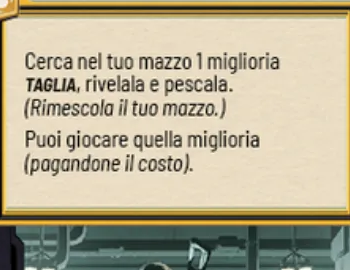 Cerca nel tuo mazzo 1 miglioria
TAGLIA, rivelala e pescala.
(Rimescola il tuo mazzo.)
Puoi giocare quella miglioria
(pagandone il costo).